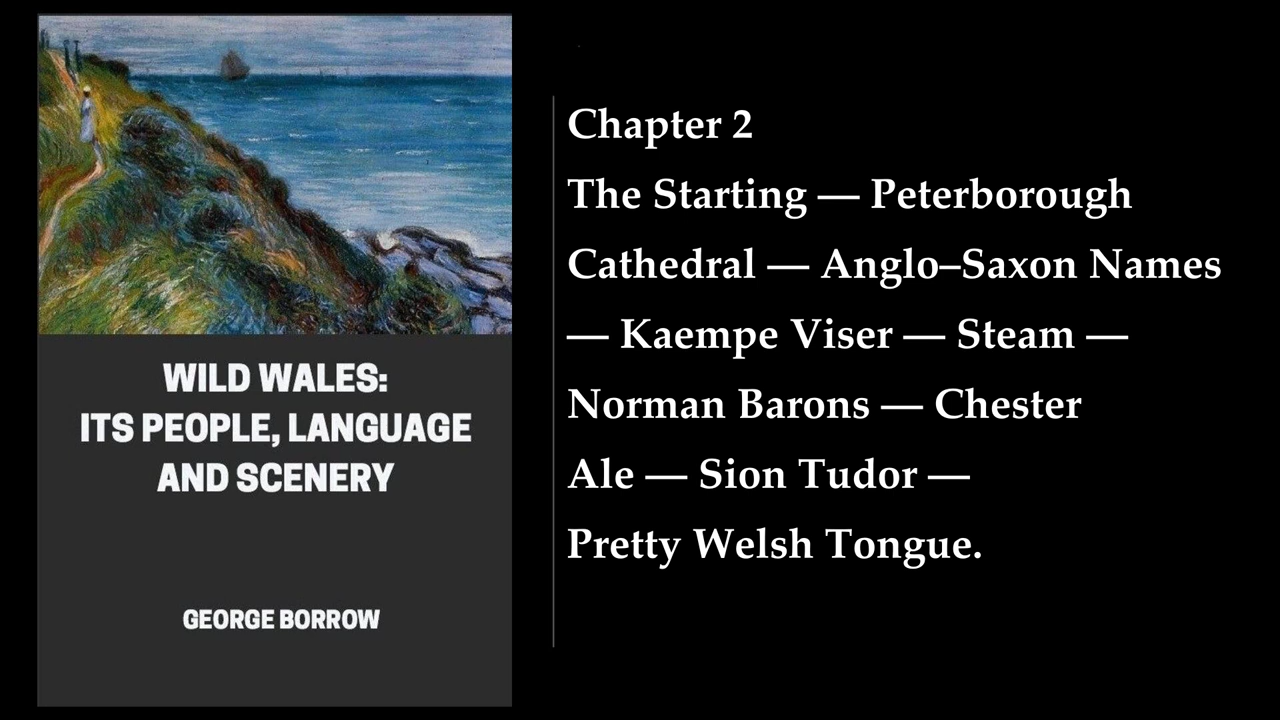 WILD WALES:
ITS PEOPLE, LANGUAGE
AND SCENERY
GEORGE BORROW
Chapter 2
The Starting — Peterborough
Cathedral — Anglo–Saxon Names
— Kaempe Viser — Steam —
Norman Barons — Chester
Ale — Sion Tudor —
Pretty Welsh Tongue.